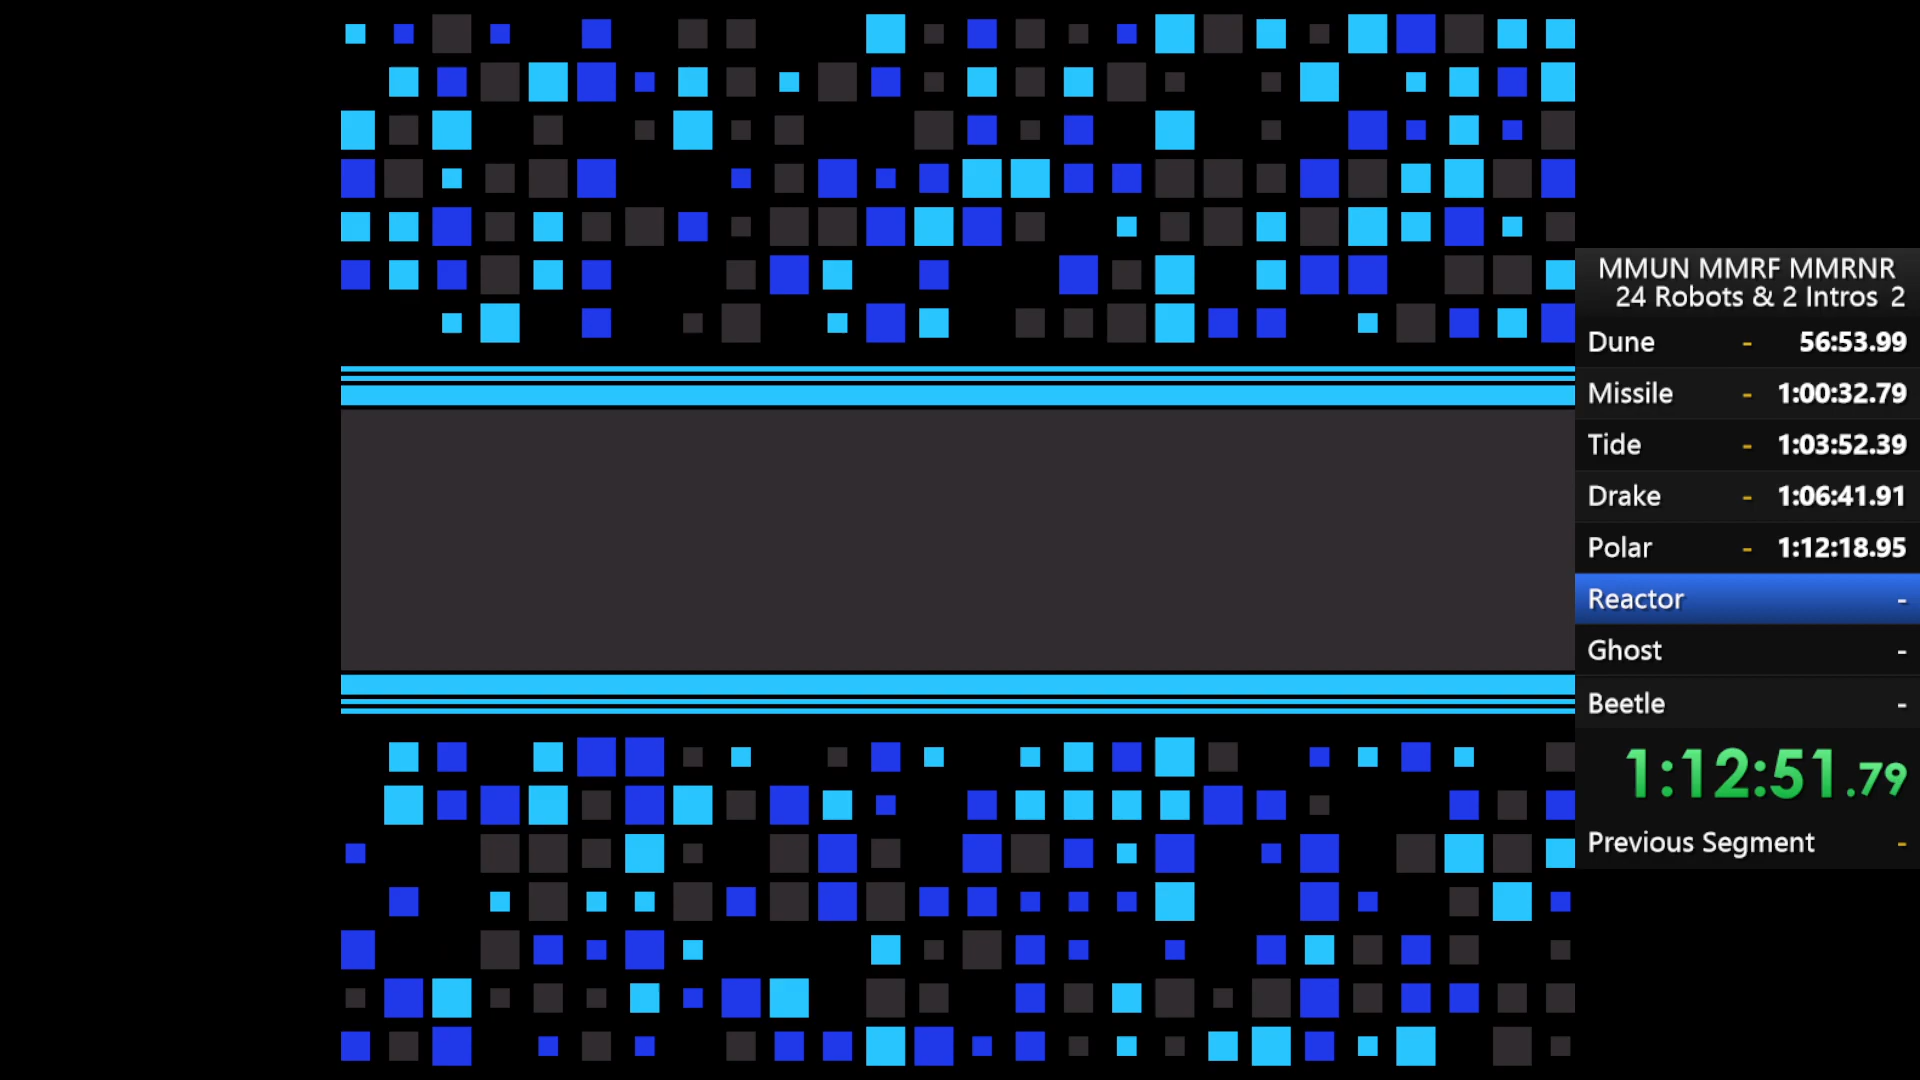 MMUN MMRF MMRNR
24 Robots & 2 Intros 2
Dune - 56:53.99
Missile - 1:00:32.79
Tide - 1:03:52.39
Drake - 1:06:41.91
Polar - 1:12:18.95
Reactor -
Ghost -
Beetle -
1:12:51.79
Previous Segment -